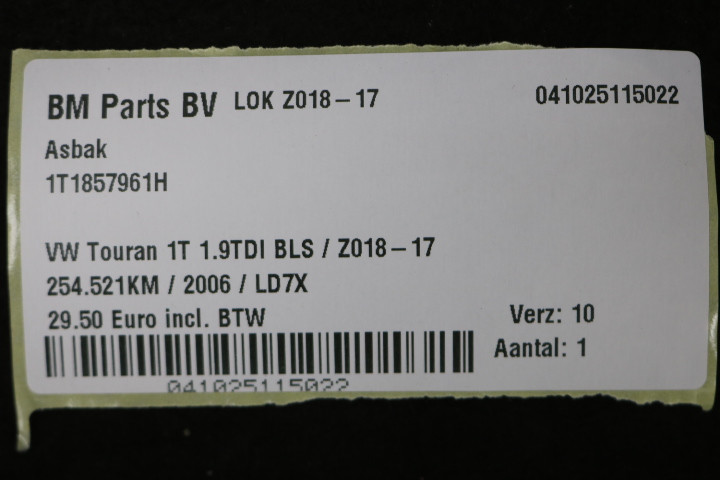 BM Parts BV LOK Z018-17 041025115022
Asbak
1T1857961H
VW Touran 1T 1.9TDI BLS / Z018-17
254.521KM / 2006 / LD7X
29.50 Euro incl. BTW Verz: 10
Aantal: 1
041025115022